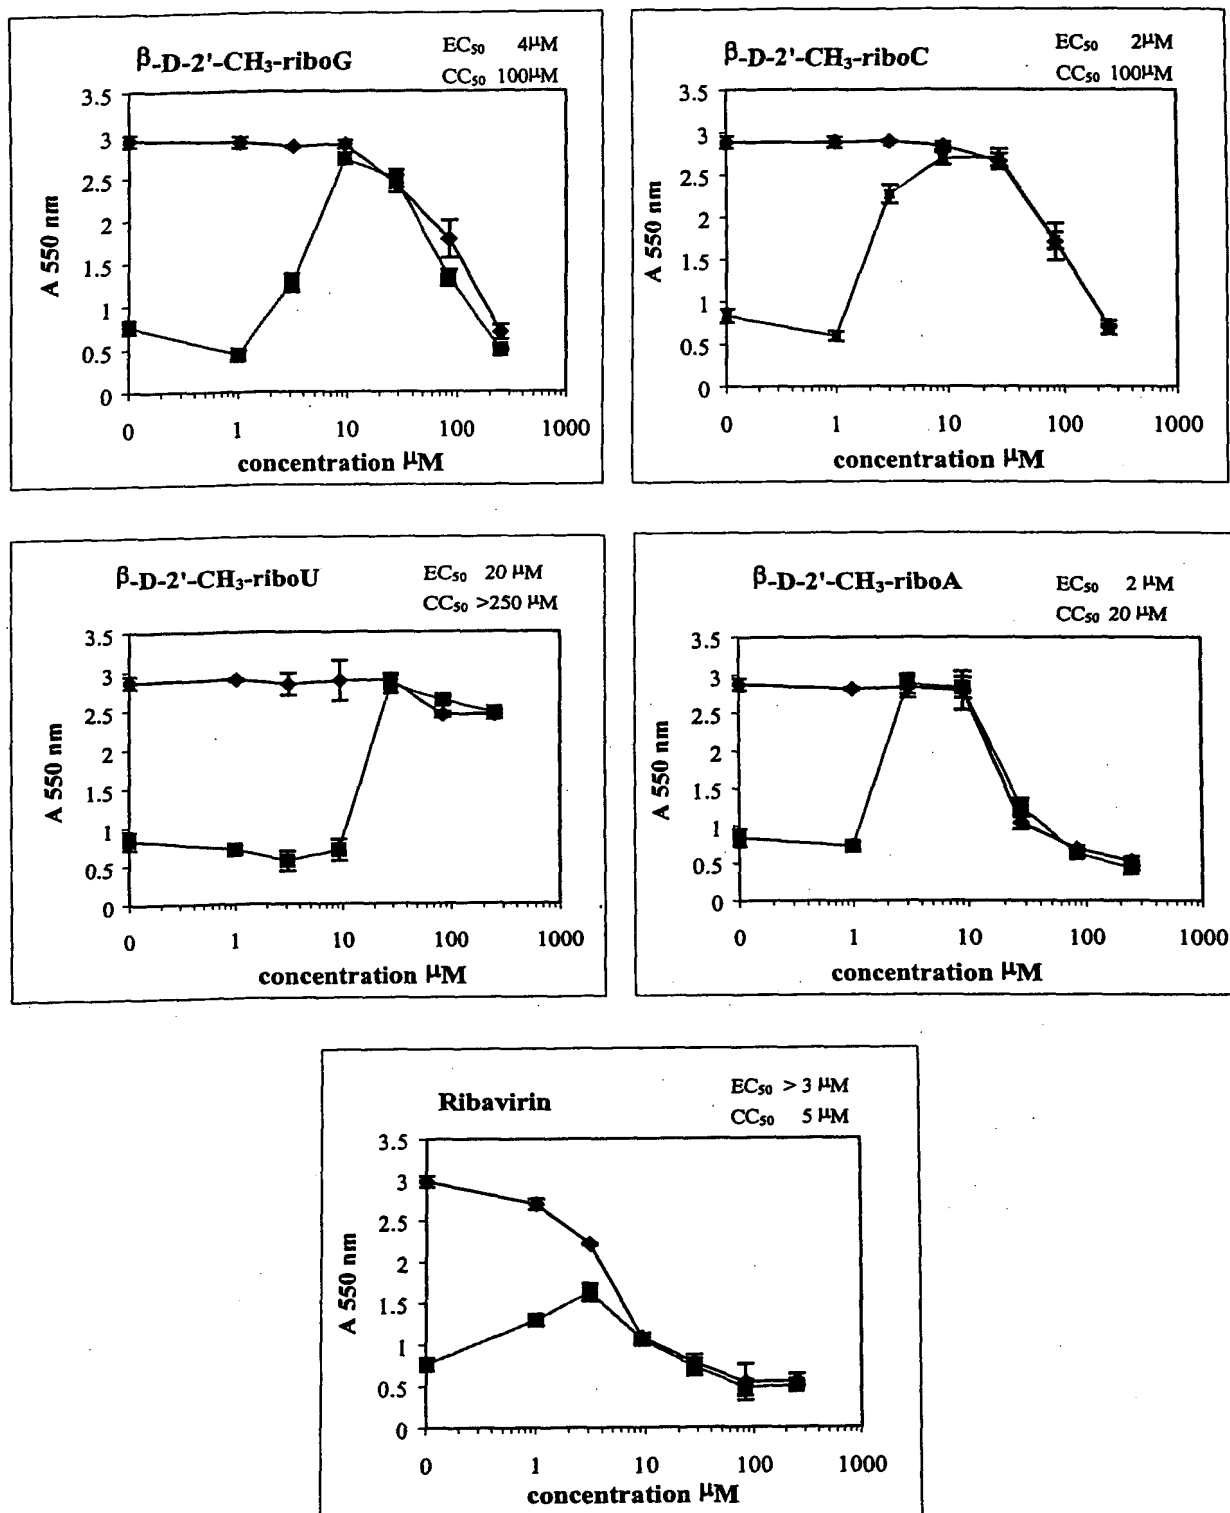 β-D-2'-CH₃-riboG
EC₅₀ 4µM
CC₅₀ 100µM
3.5
3
2.5
2
1.5
1
0.5
0
A 550 nm
0 1 10 100 1000
concentration µM
β-D-2'-CH₃-riboC
EC₅₀ 2µM
CC₅₀ 100µM
3.5
3
2.5
2
1.5
1
0.5
0
A 550 nm
0 1 10 100 1000
concentration µM
β-D-2'-CH₃-riboU
EC₅₀ 20 µM
CC₅₀ >250 µM
3.5
3
2.5
2
1.5
1
0.5
0
A 550 nm
0 1 10 100 1000
concentration µM
β-D-2'-CH₃-riboA
EC₅₀ 2 µM
CC₅₀ 20 µM
3.5
3
2.5
2
1.5
1
0.5
0
A 550 nm
0 1 10 100 1000
concentration µM
Ribavirin
EC₅₀ > 3 µM
CC₅₀ 5 µM
3.5
3
2.5
2
1.5
1
0.5
0
A 550 nm
0 1 10 100 1000
concentration µM